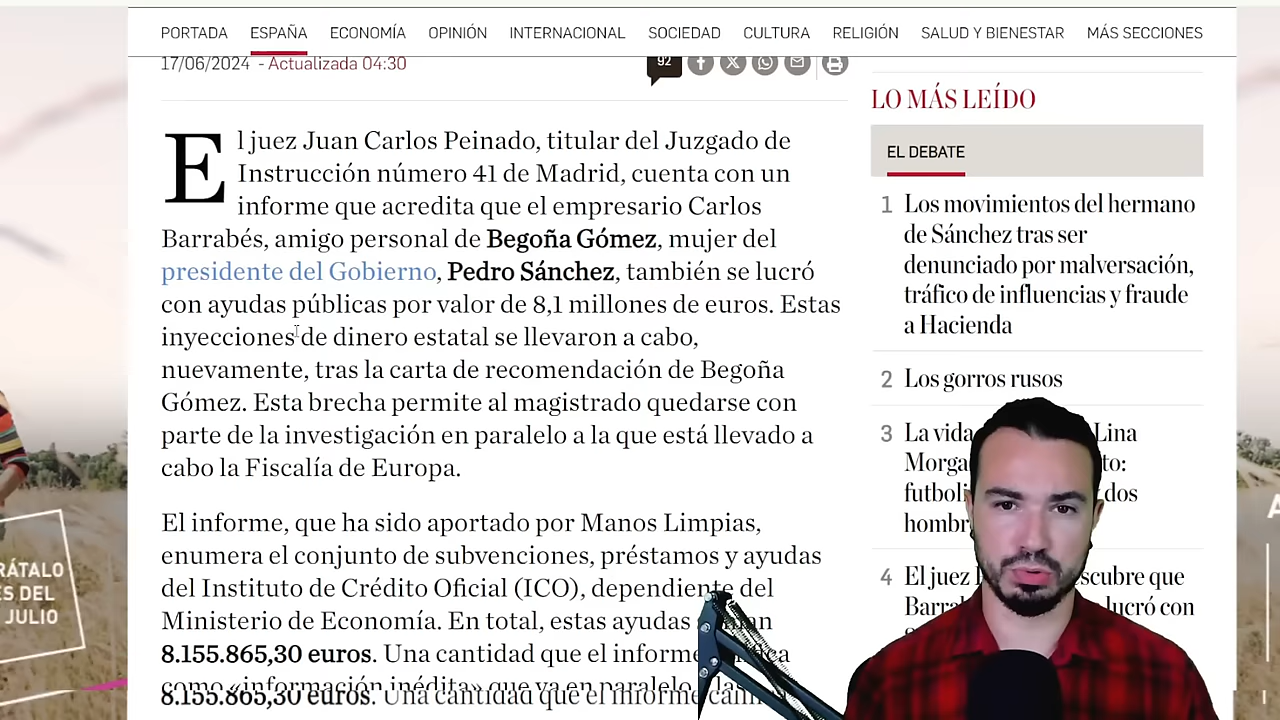 PORTADA ESPAÑA ECONOMÍA OPINIÓN INTERNACIONAL SOCIEDAD CULTURA RELIGIÓN SALUD Y BIENESTAR MÁS SECCIONES
17/06/2024 - Actualizada 04:30
92
El juez Juan Carlos Peinado, titular del Juzgado de
Instrucción número 41 de Madrid, cuenta con un
informe que acredita que el empresario Carlos
Barrabés, amigo personal de Begoña Gómez, mujer del
presidente del Gobierno, Pedro Sánchez, también se lucró
con ayudas públicas por valor de 8,1 millones de euros. Estas
inyecciones de dinero estatal se llevaron a cabo,
nuevamente, tras la carta de recomendación de Begoña
Gómez. Esta brecha permite al magistrado quedarse con
parte de la investigación en paralelo a la que está llevado a
cabo la Fiscalía de Europa.
El informe, que ha sido aportado por Manos Limpias,
enumera el conjunto de subvenciones, préstamos y ayudas
del Instituto de Crédito Oficial (ICO), dependiente del
Ministerio de Economía. En total, estas ayudas
8.155.865,30 euros. Una cantidad que el informe
como «información inédita» que va en paralelo
8.155.865,30 euros. Una cantidad que el informe
LO MÁS LEÍDO
EL DEBATE
1 Los movimientos del hermano
de Sánchez tras ser
denunciado por malversación,
tráfico de influencias y fraude
a Hacienda
2 Los gorros rusos
3 La vida Lina
dos
4 El juez que
lucró con
RÁTALO
ES DEL
JULIO